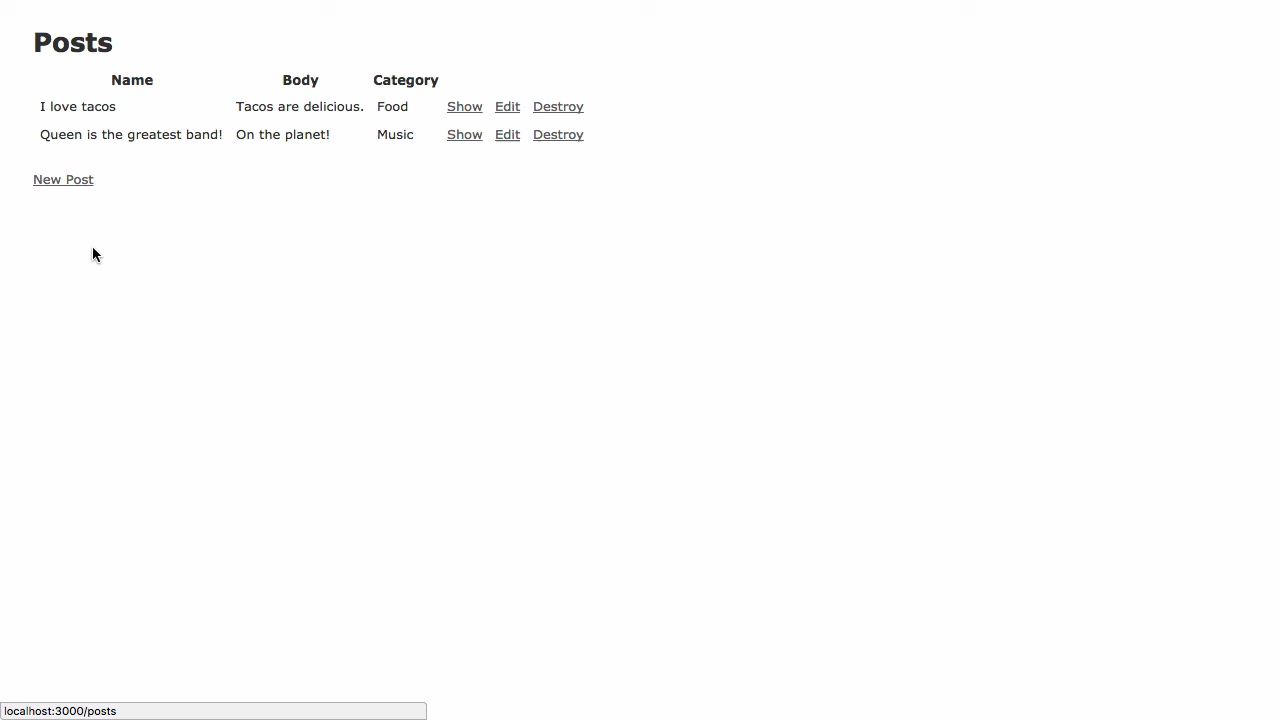 Posts
Name Body Category
I love tacos Tacos are delicious. Food Show Edit Destroy
Queen is the greatest band! On the planet! Music Show Edit Destroy
New Post
localhost:3000/posts